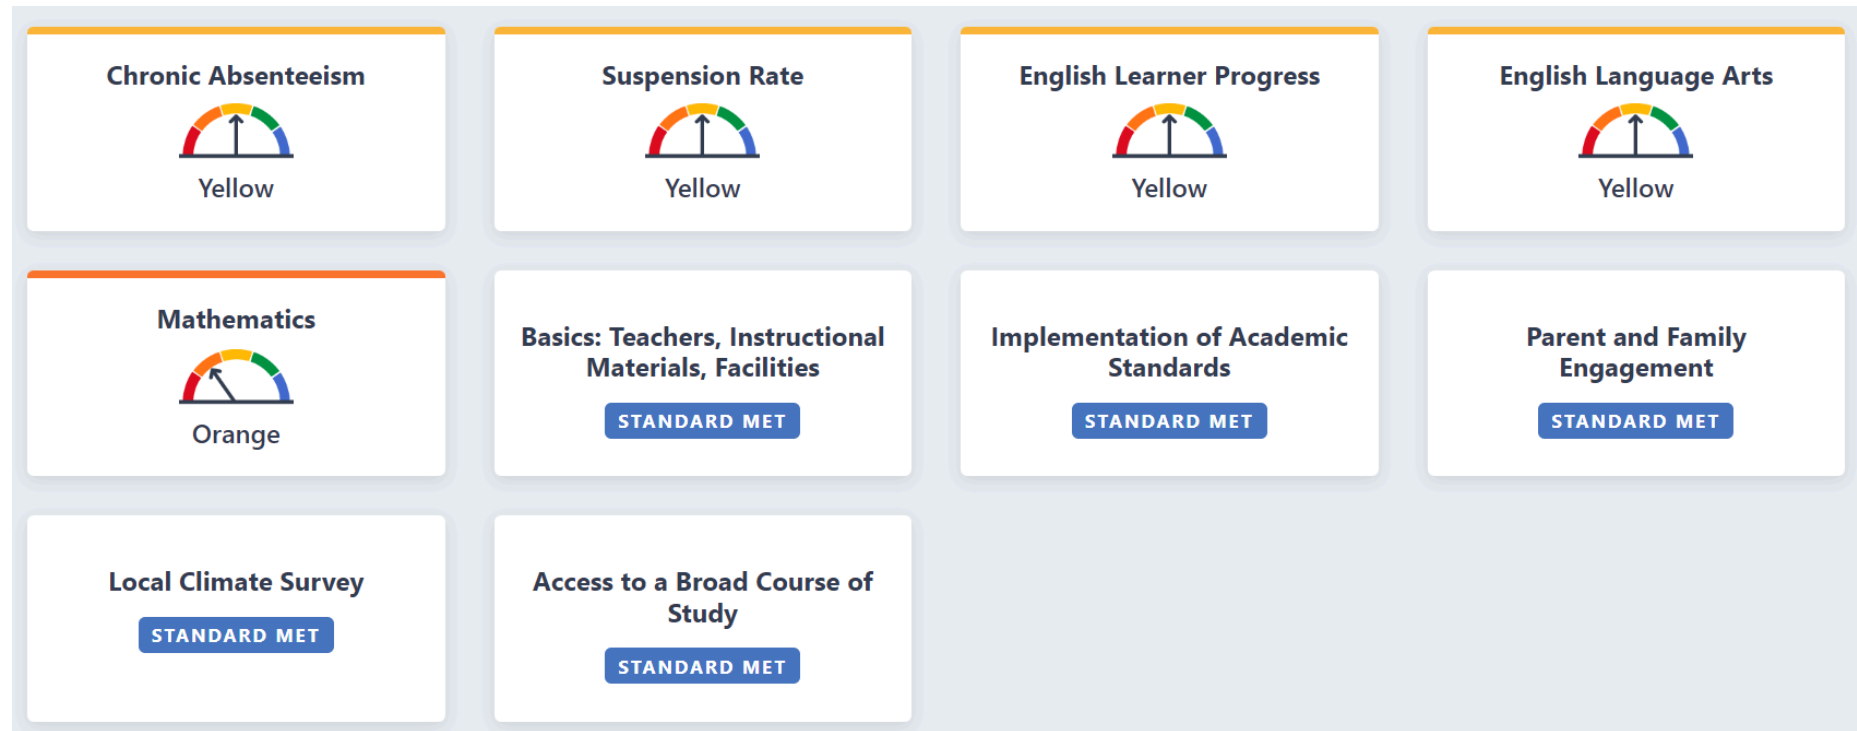 Chronic Absenteeism
Yellow
Suspension Rate
Yellow
English Learner Progress
Yellow
English Language Arts
Yellow
Mathematics
Orange
Basics: Teachers, Instructional
Materials, Facilities
STANDARD MET
Implementation of Academic
Standards
STANDARD MET
Parent and Family
Engagement
STANDARD MET
Local Climate Survey
STANDARD MET
Access to a Broad Course of
Study
STANDARD MET